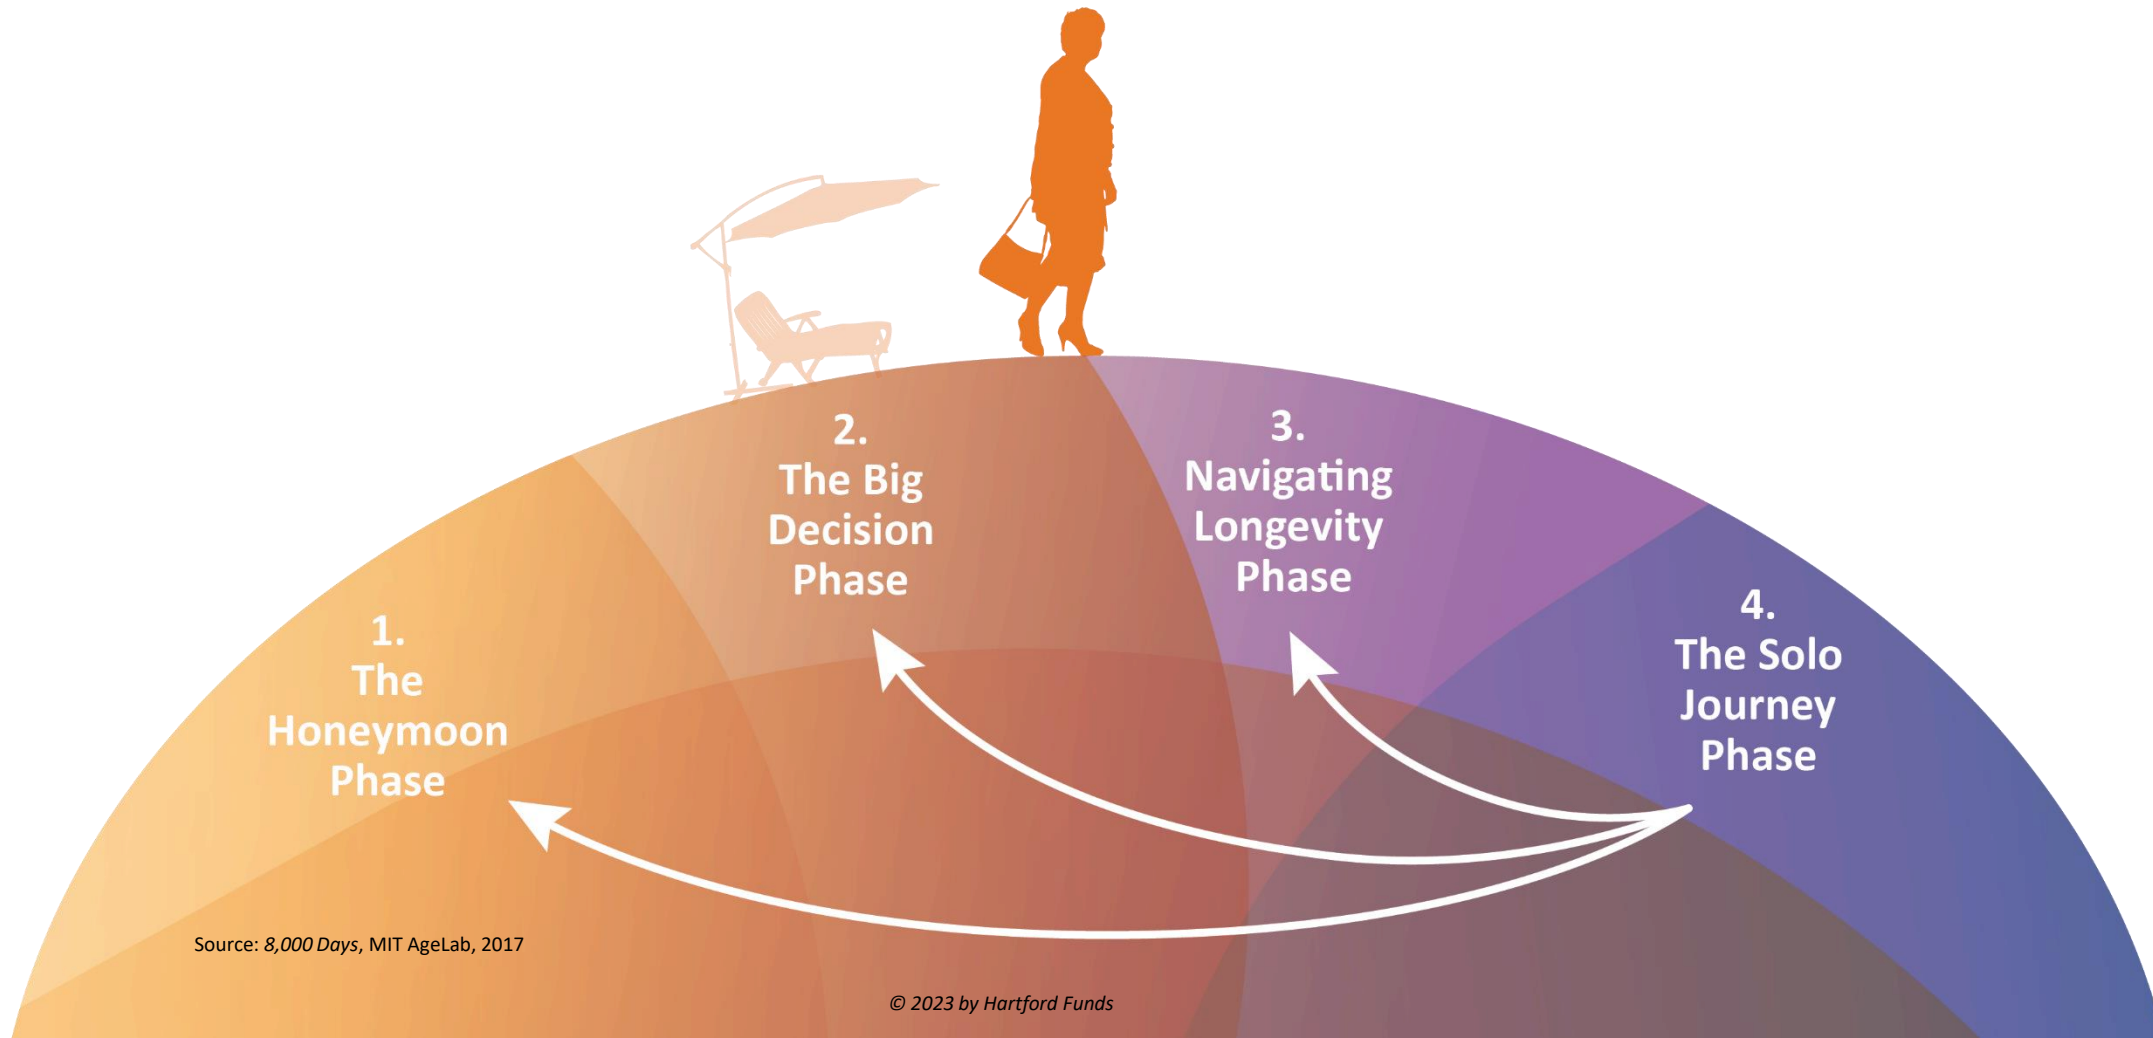 1.
The
Honeymoon
Phase
2.
The Big
Decision
Phase
3.
Navigating
Longevity
Phase
4.
The Solo
Journey
Phase
Source: 8,000 Days, MIT AgeLab, 2017
© 2023 by Hartford Funds